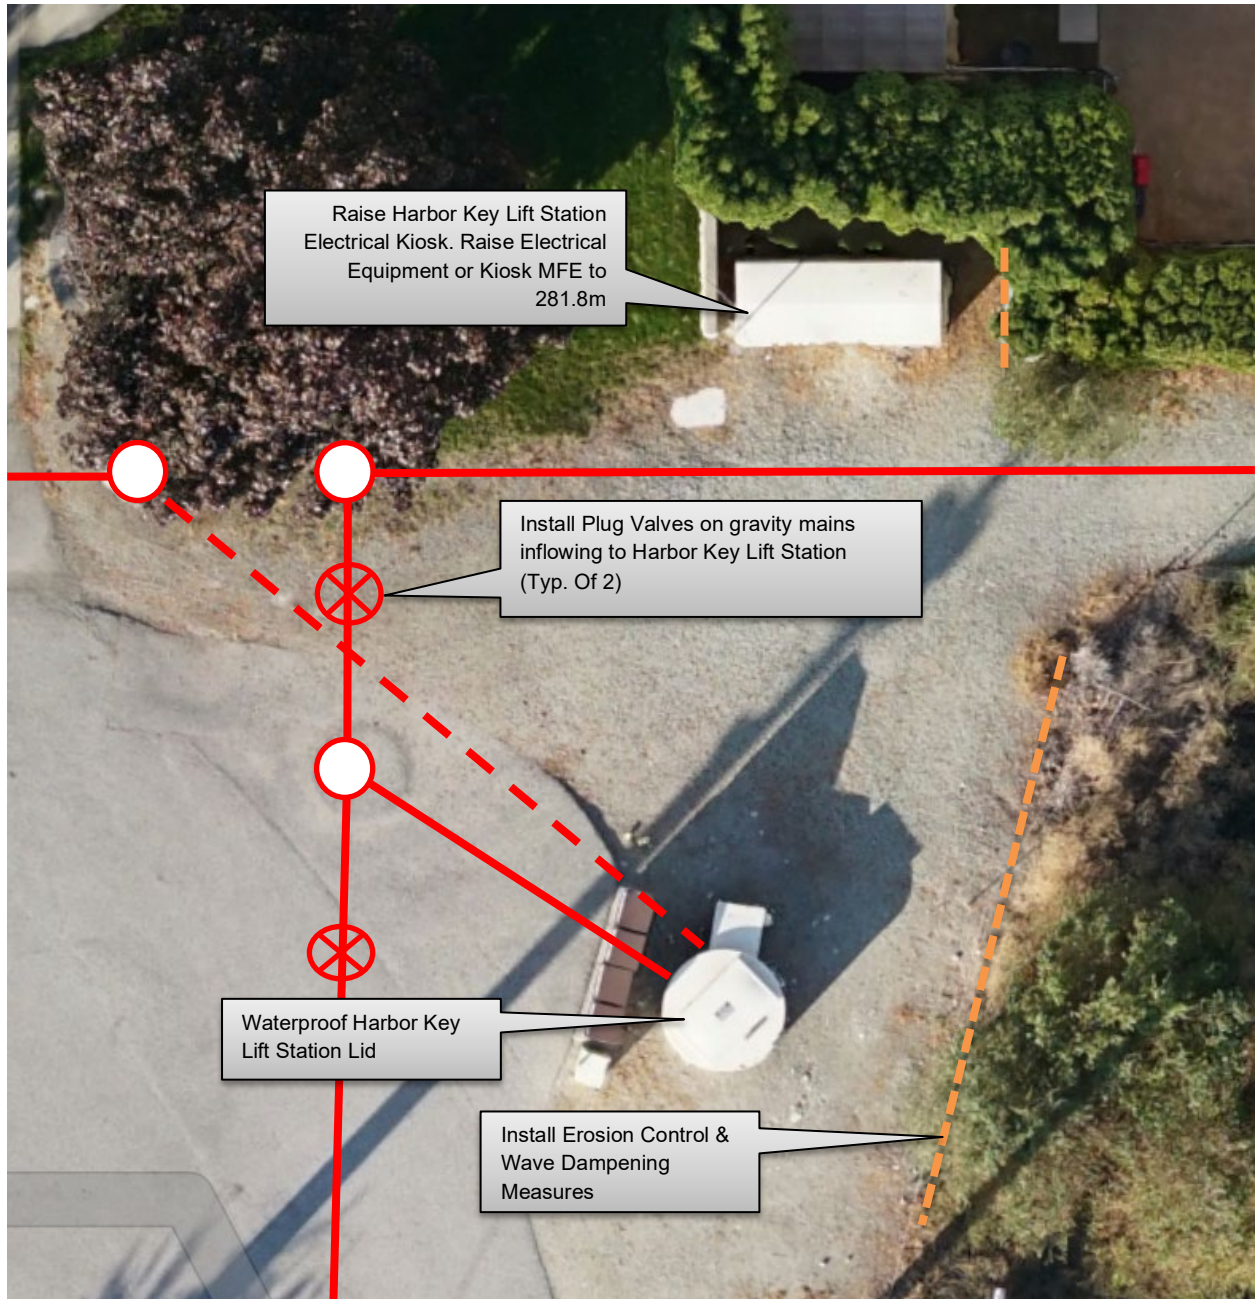 Raise Harbor Key Lift Station
Electrical Kiosk. Raise Electrical
Equipment or Kiosk MFE to
281.8m
Install Plug Valves on gravity mains
inflowing to Harbor Key Lift Station
(Typ. Of 2)
Waterproof Harbor Key
Lift Station Lid
Install Erosion Control &
Wave Dampening
Measures